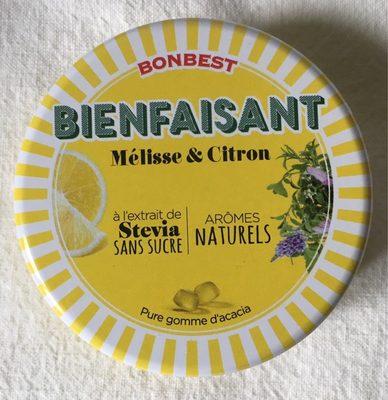 BONBEST
BIENFAISANT
Mélisse & Citron
à l'extrait de
Stevia
SANS SUCRE
ARÔMES
NATURELS
Pure gomme d'acacia